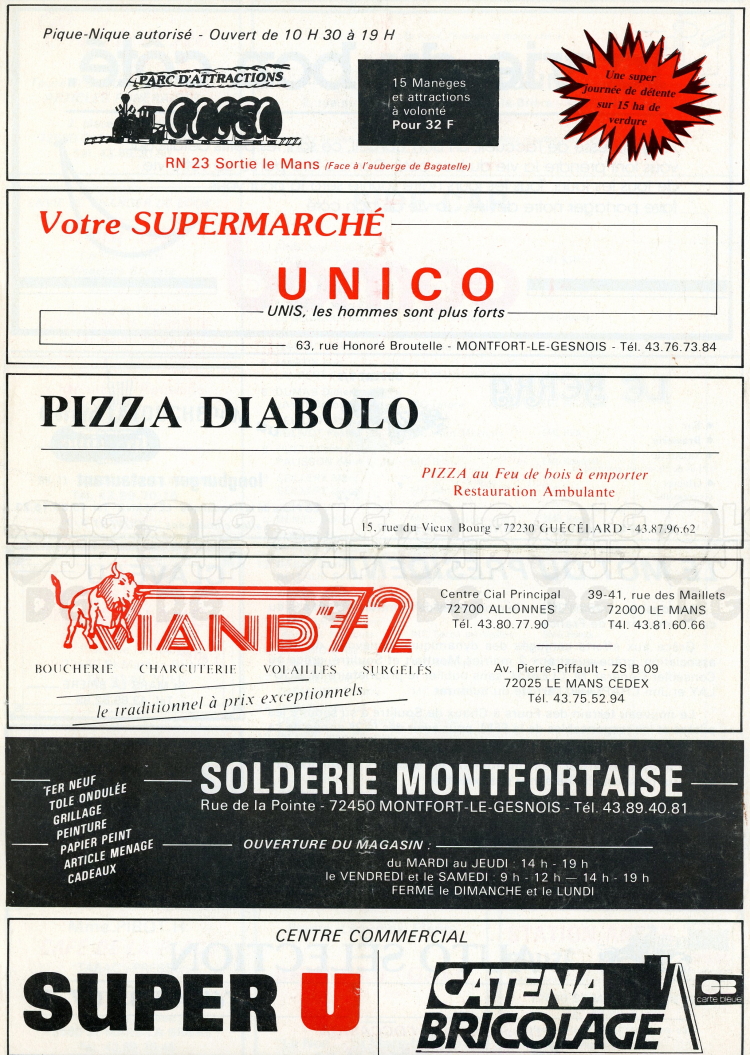 Pique-Nique autorisé - Ouvert de 10 H 30 à 19 H
PARC D'ATTRACTIONS
15 Manèges
et attractions
à volonté
Pour 32 F
Une super
journée de détente
sur 15 ha de
verdure
RN 23 Sortie le Mans (Face à l'auberge de Bagatelle)
Votre SUPERMARCHÉ
UNICO
UNIS, les hommes sont plus forts
63, rue Honoré Broutelle - MONTFORT-LE-GESNOIS - Tél. 43.76.73.84
PIZZA DIABOLO
PIZZA au Feu de bois à emporter
Restauration Ambulante
15, rue du Vieux Bourg - 72230 GUÉCÉLARD - 43.87.96.62
VIAND 72
BOUCHERIE CHARCUTERIE VOLAILLES SURGELÉS
le traditionnel à prix exceptionnels
Centre Cial Principal
72700 ALLONNES
Tél. 43.80.77.90
39-41, rue des Maillets
72000 LE MANS
T4l. 43.81.60.66
Av. Pierre-Piffault - ZS B 09
72025 LE MANS CEDEX
Tél. 43.75.52.94
FER NEUF
TOLE ONDULÉE
GRILLAGE
PEINTURE
PAPIER PEINT
ARTICLE MENAGE
CADEAUX
SOLDERIE MONTFORTAISE
Rue de la Pointe - 72450 MONTFORT-LE-GESNOIS - Tél. 43.89.40.81
OUVERTURE DU MAGASIN :
du MARDI au JEUDI : 14 h - 19 h
le VENDREDI et le SAMEDI : 9 h - 12 h — 14 h - 19 h
FERMÉ le DIMANCHE et le LUNDI
CENTRE COMMERCIAL
SUPER U
CATENA
BRICOLAGE
CB
carte bleue